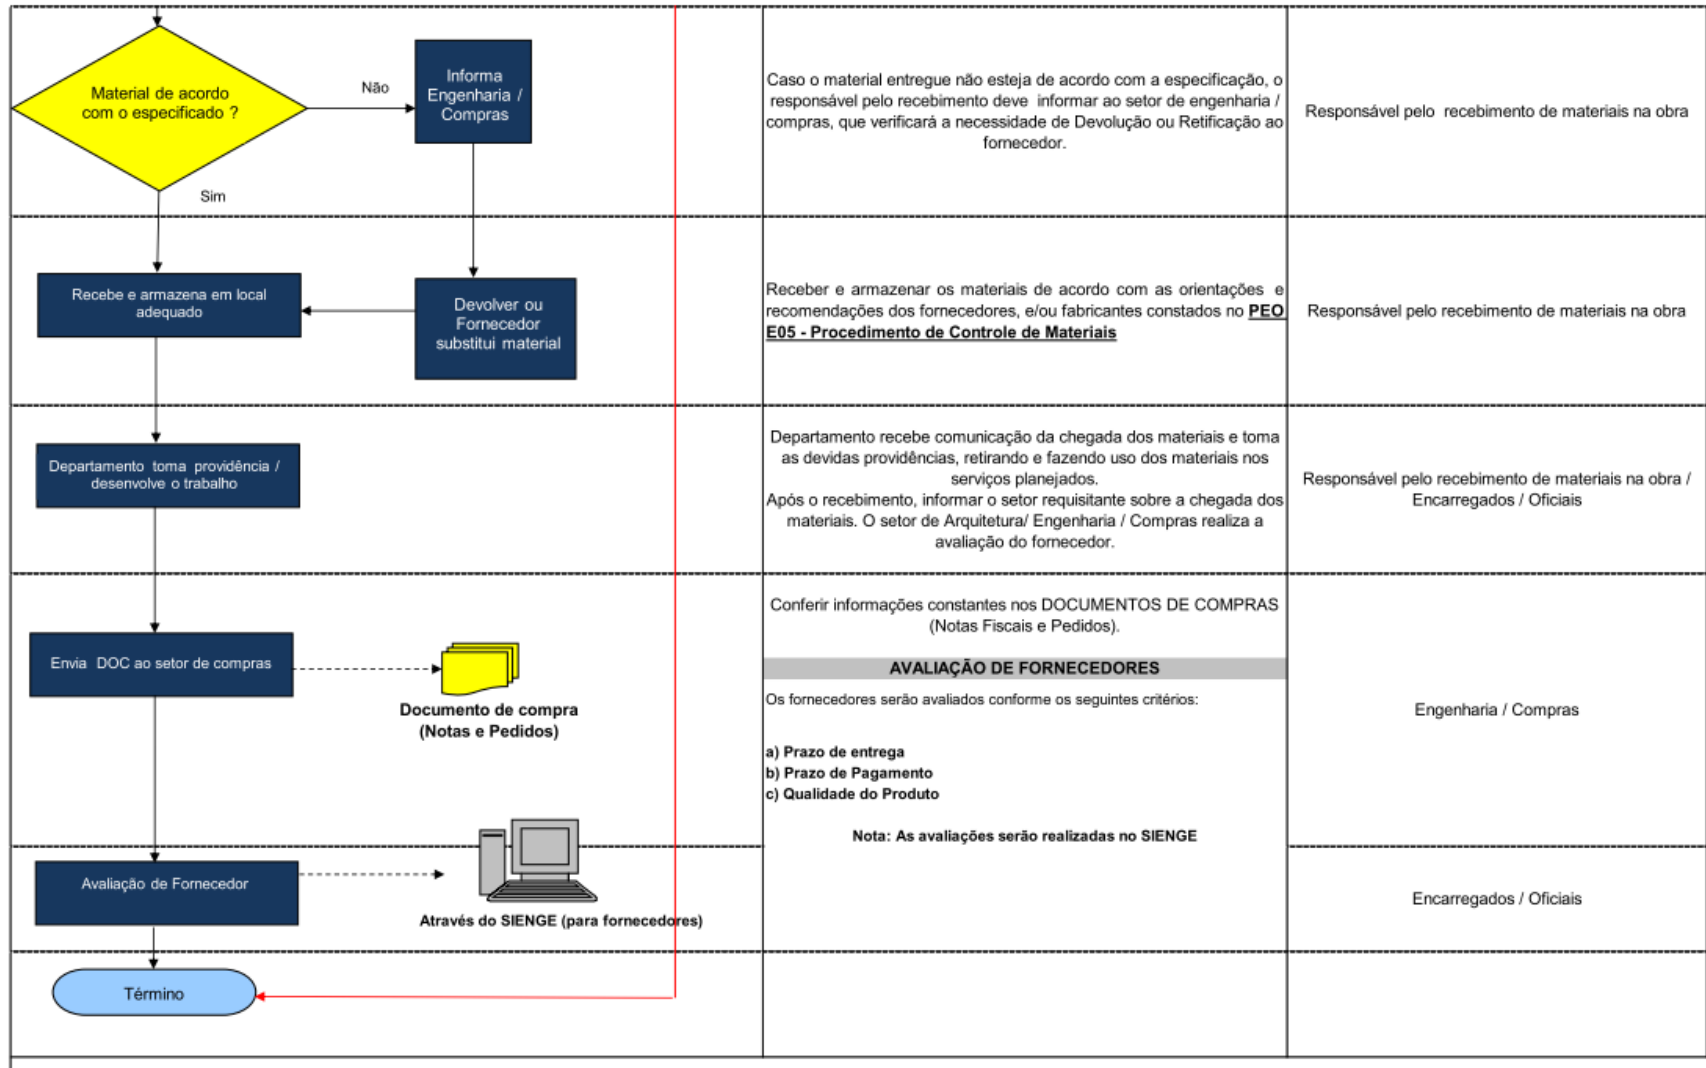 Material de acordo
com o especificado ?
Não
Informa
Engenharia /
Compras
Sim
Caso o material entregue não esteja de acordo com a especificação, o
responsável pelo recebimento deve informar ao setor de engenharia /
compras, que verificará a necessidade de Devolução ou Retificação ao
fornecedor.
Responsável pelo recebimento de materiais na obra
Recebe e armazena em local
adequado
Devolver ou
Fornecedor
substitui material
Receber e armazenar os materiais de acordo com as orientações e
recomendações dos fornecedores, e/ou fabricantes constados no PEO
E05 - Procedimento de Controle de Materiais
Responsável pelo recebimento de materiais na obra
Departamento toma providência /
desenvolve o trabalho
Departamento recebe comunicação da chegada dos materiais e toma
as devidas providências, retirando e fazendo uso dos materiais nos
serviços planejados.
Após o recebimento, informar o setor requisitante sobre a chegada dos
materiais. O setor de Arquitetura/ Engenharia / Compras realiza a
avaliação do fornecedor.
Responsável pelo recebimento de materiais na obra /
Encarregados / Oficiais
Envia DOC ao setor de compras
Documento de compra
(Notas e Pedidos)
Conferir informações constantes nos DOCUMENTOS DE COMPRAS
(Notas Fiscais e Pedidos).
AVALIAÇÃO DE FORNECEDORES
Os fornecedores serão avaliados conforme os seguintes critérios:
a) Prazo de entrega
b) Prazo de Pagamento
c) Qualidade do Produto
Nota: As avaliações serão realizadas no SIENGE
Engenharia / Compras
Avaliação de Fornecedor
Através do SIENGE (para fornecedores)
Encarregados / Oficiais
Término